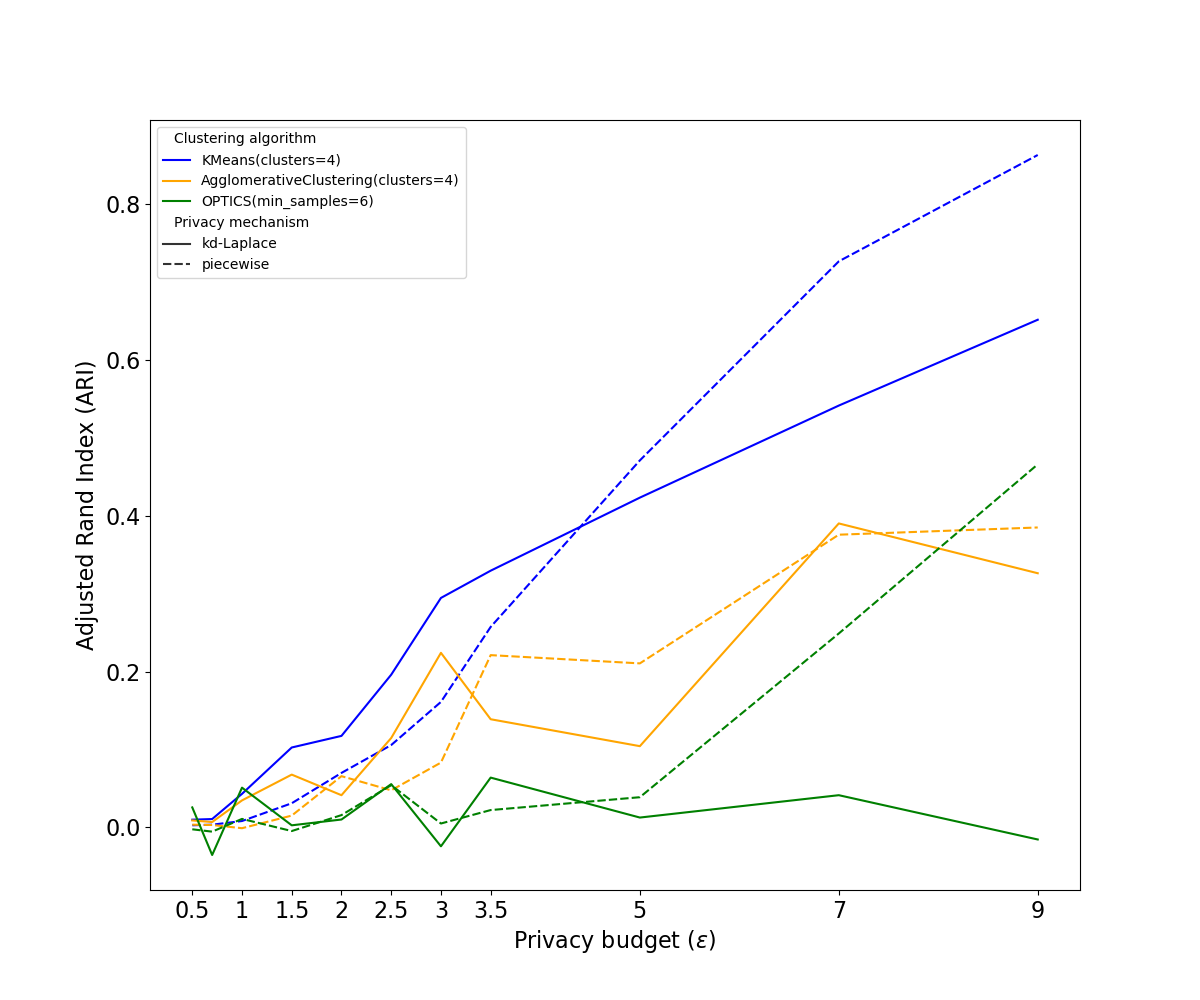 Clustering algorithm
KMeans(clusters=4)
AgglomerativeClustering(clusters=4)
OPTICS(min_samples=6)
Privacy mechanism
kd-Laplace
piecewise
Adjusted Rand Index (ARI)
0.8
0.6
0.4
0.2
0.0
0.5 1 1.5 2 2.5 3 3.5 5 7 9
Privacy budget (ε)